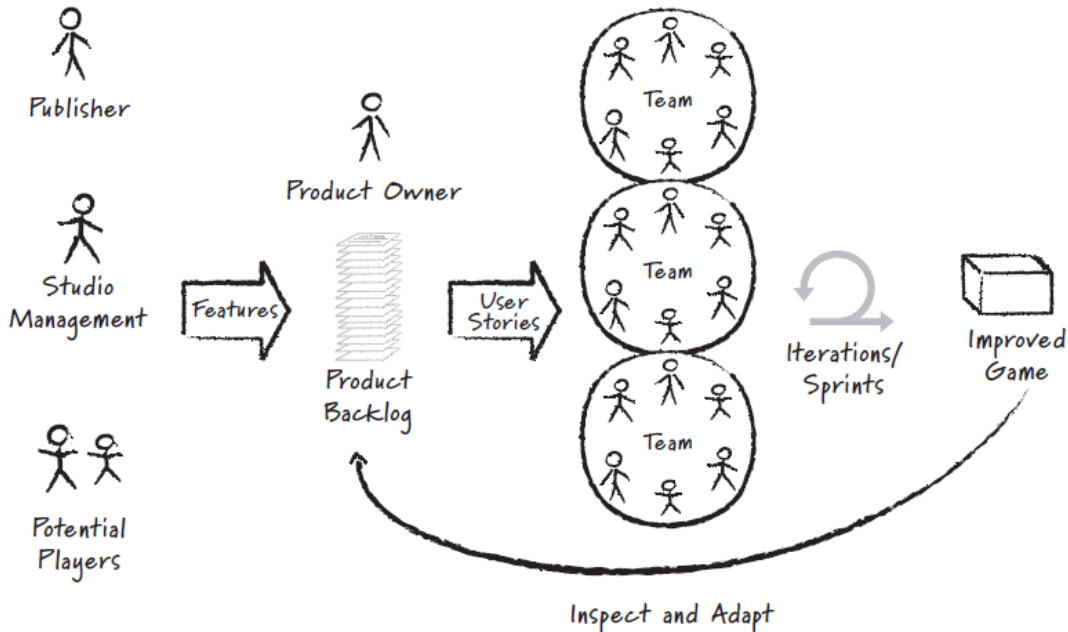 Publisher
Studio
Management
Potential
Players
Features
Product Owner
Product
Backlog
User
Stories
Team
Team
Team
Iterations/
Sprints
Improved
Game
Inspect and Adapt